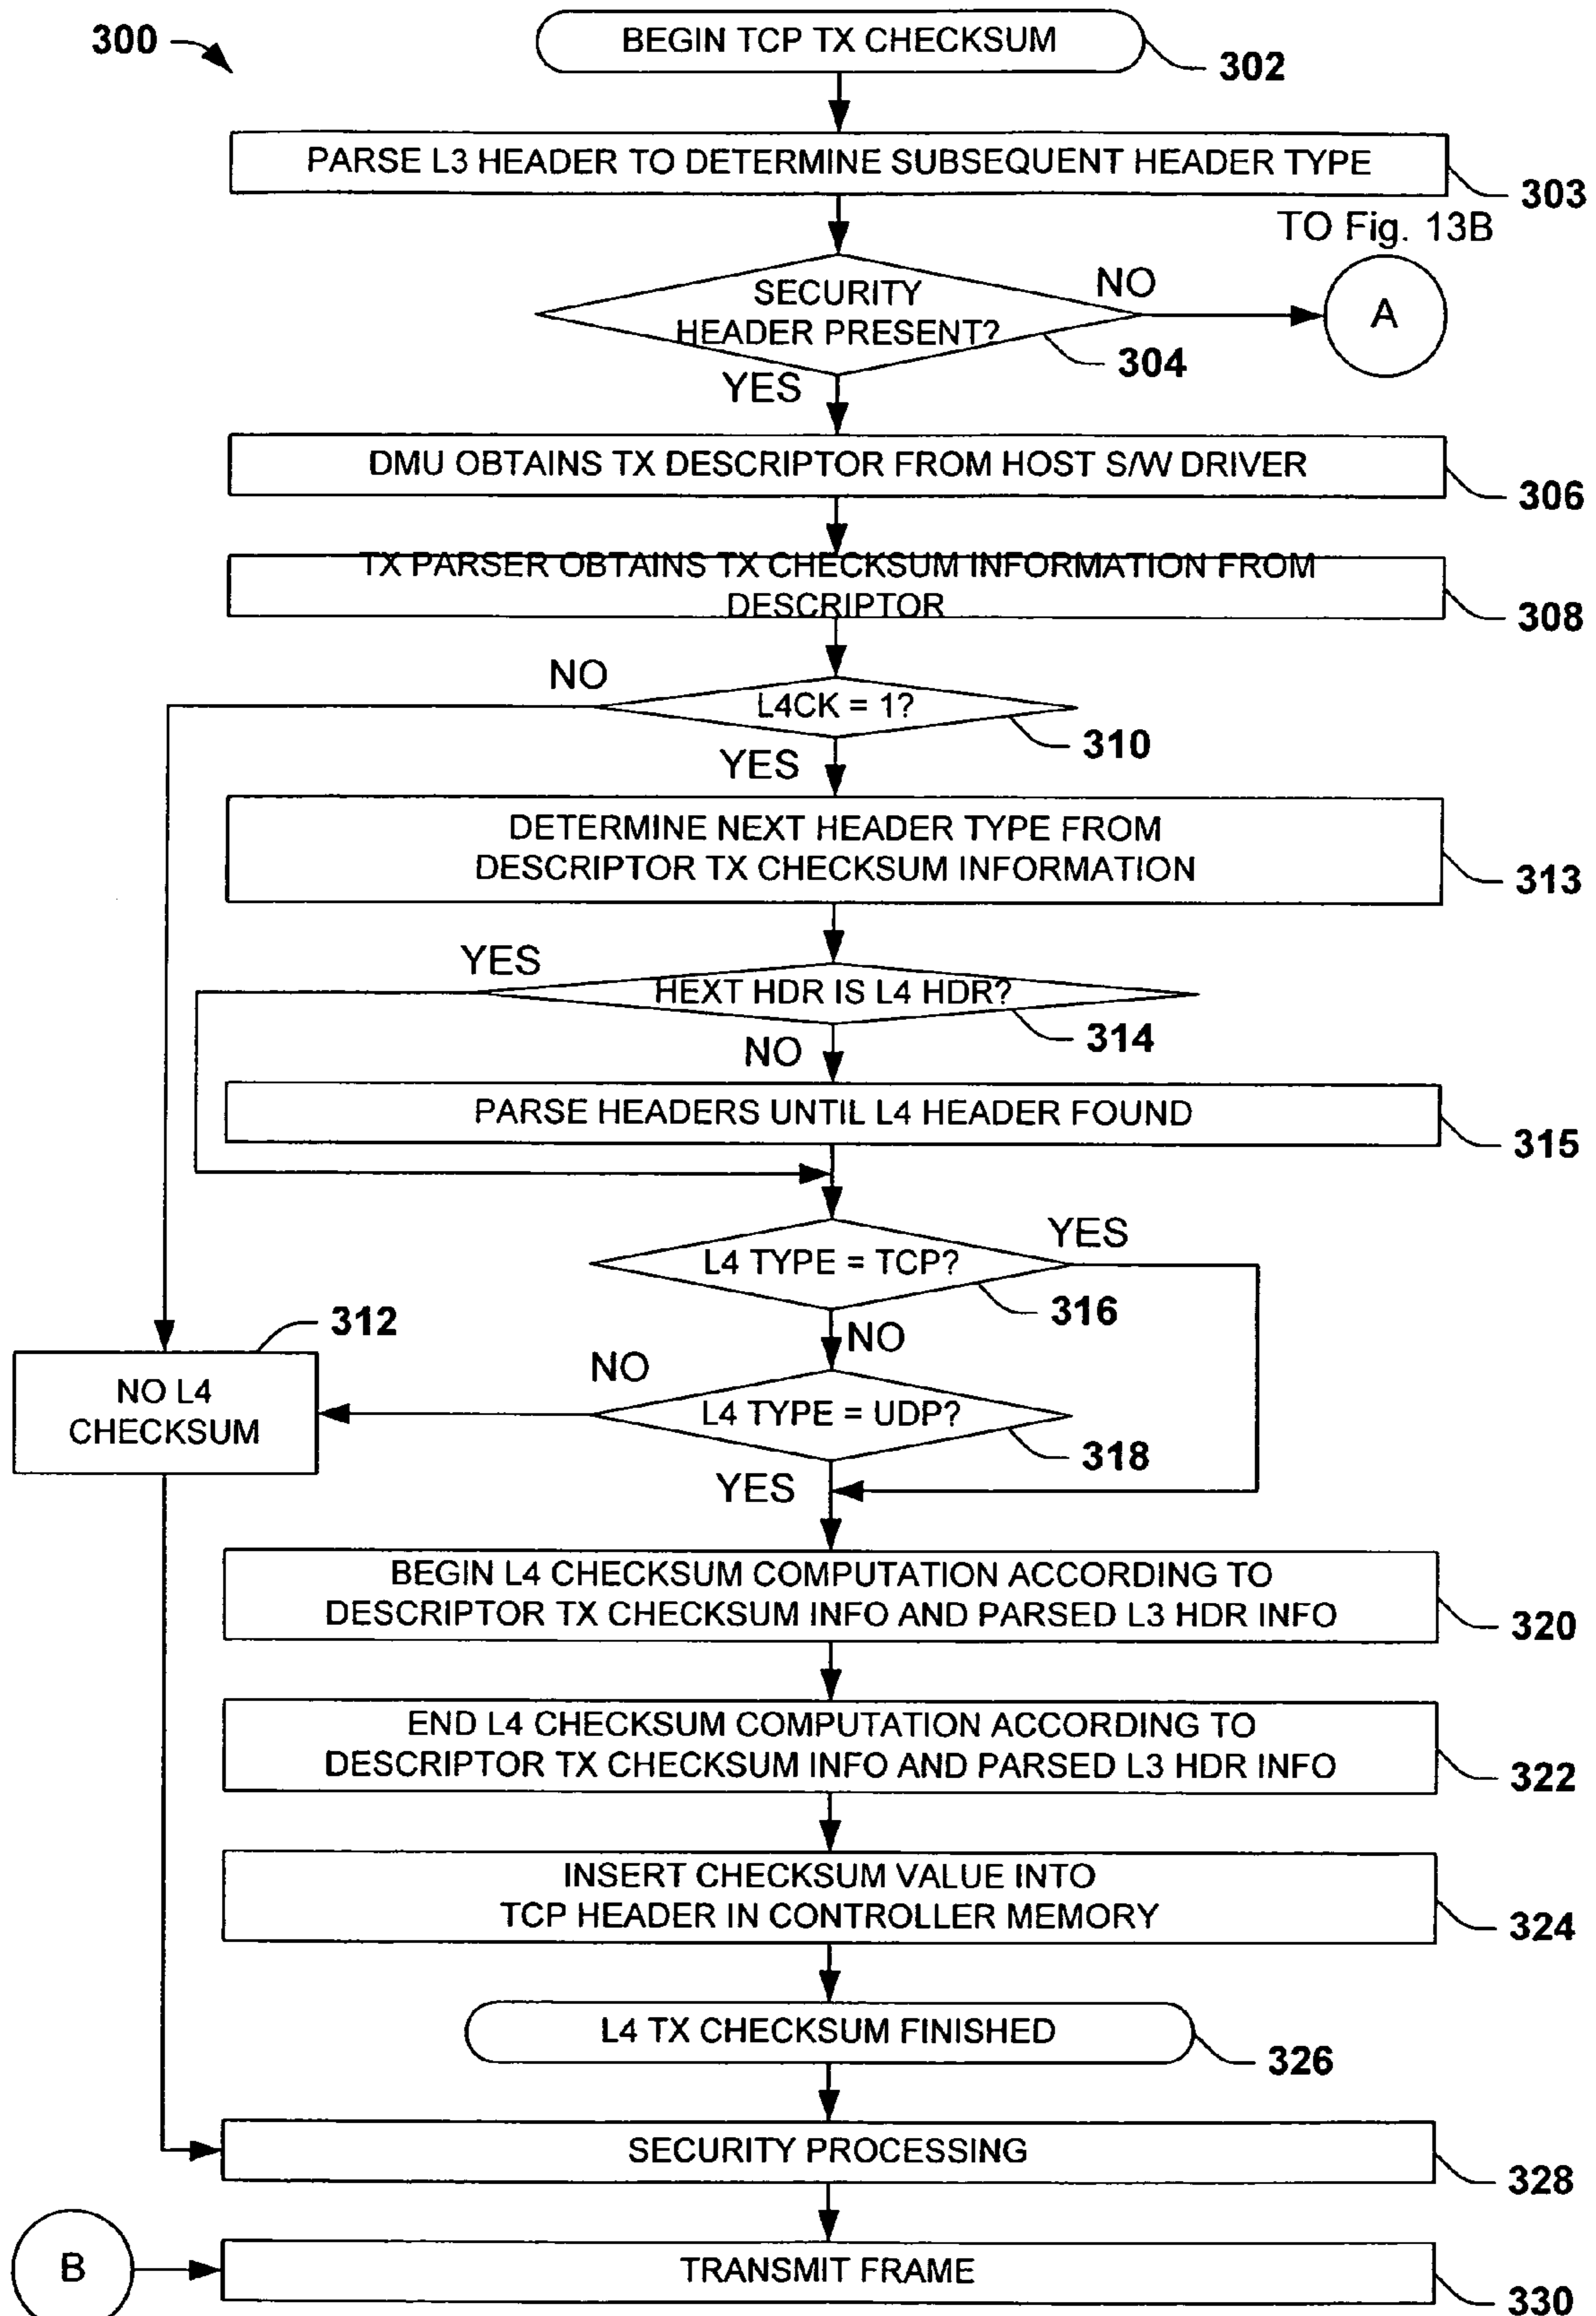 300
BEGIN TCP TX CHECKSUM
302
PARSE L3 HEADER TO DETERMINE SUBSEQUENT HEADER TYPE
303
TO Fig. 13B
SECURITY
HEADER PRESENT?
NO
A
304
YES
DMU OBTAINS TX DESCRIPTOR FROM HOST S/W DRIVER
306
TX PARSER OBTAINS TX CHECKSUM INFORMATION FROM
DESCRIPTOR
308
NO
L4CK = 1?
310
YES
DETERMINE NEXT HEADER TYPE FROM
DESCRIPTOR TX CHECKSUM INFORMATION
313
YES
HEXT HDR IS L4 HDR?
314
NO
PARSE HEADERS UNTIL L4 HEADER FOUND
315
L4 TYPE = TCP?
YES
316
NO
312
NO L4
CHECKSUM
NO
L4 TYPE = UDP?
318
YES
BEGIN L4 CHECKSUM COMPUTATION ACCORDING TO
DESCRIPTOR TX CHECKSUM INFO AND PARSED L3 HDR INFO
320
END L4 CHECKSUM COMPUTATION ACCORDING TO
DESCRIPTOR TX CHECKSUM INFO AND PARSED L3 HDR INFO
322
INSERT CHECKSUM VALUE INTO
TCP HEADER IN CONTROLLER MEMORY
324
L4 TX CHECKSUM FINISHED
326
SECURITY PROCESSING
328
B
TRANSMIT FRAME
330